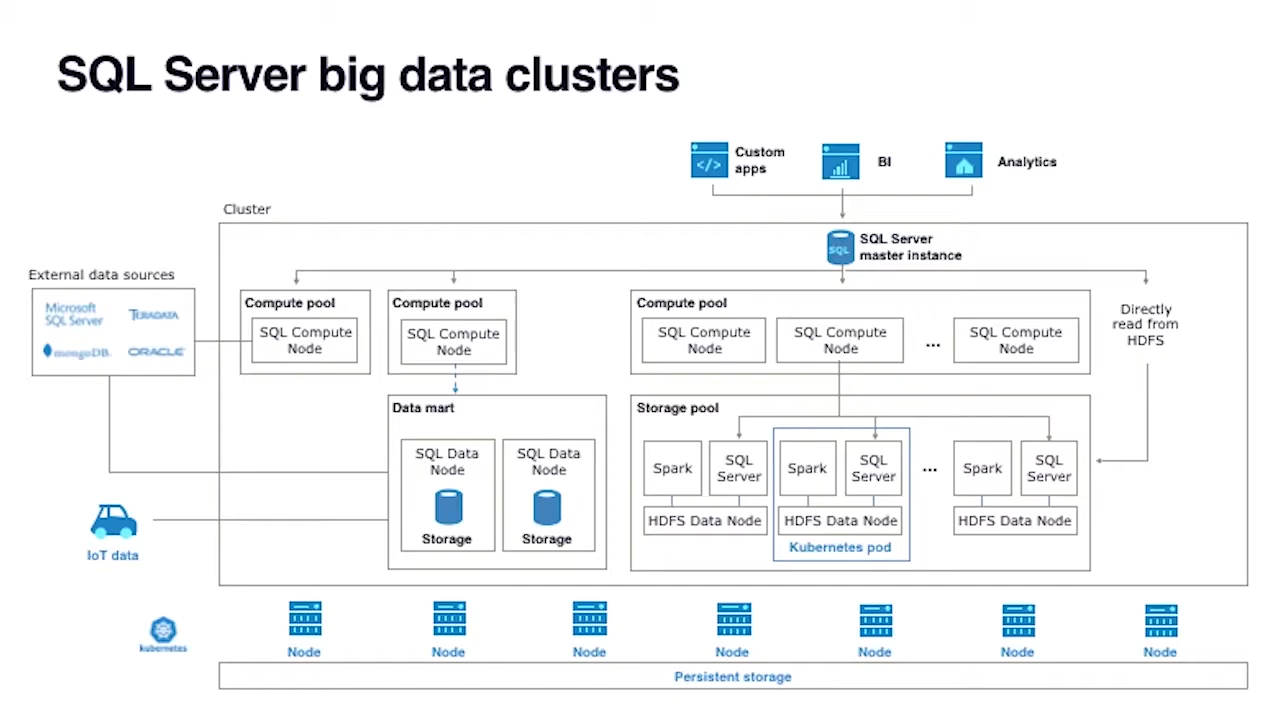 SQL Server big data clusters
</>
Custom
apps
BI
Analytics
Cluster
SQL
SQL Server
master instance
External data sources
Microsoft
SQL Server
TERADATA
mongoDB.
ORACLE
Compute pool
SQL Compute
Node
Compute pool
SQL Compute
Node
Compute pool
SQL Compute
Node
SQL Compute
Node
...
SQL Compute
Node
Directly
read from
HDFS
Data mart
SQL Data
Node
Storage
SQL Data
Node
Storage
Storage pool
Spark
SQL
Server
HDFS Data Node
Spark
SQL
Server
HDFS Data Node
Kubernetes pod
...
Spark
SQL
Server
HDFS Data Node
IoT data
kubernetes
Node
Node
Node
Node
Node
Node
Node
Persistent storage